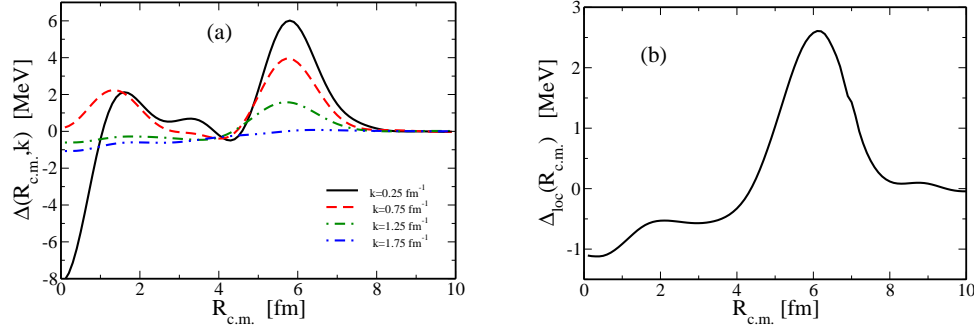 (a)
Δ(R_c.m.,k) [MeV]
6
4
2
0
-2
-4
-6
-8
k=0.25 fm⁻¹
k=0.75 fm⁻¹
k=1.25 fm⁻¹
k=1.75 fm⁻¹
0 2 4 6 8 10
R_c.m. [fm]
(b)
Δ_loc(R_c.m.) [MeV]
3
2
1
0
-1
0 2 4 6 8 10
R_c.m. [fm]